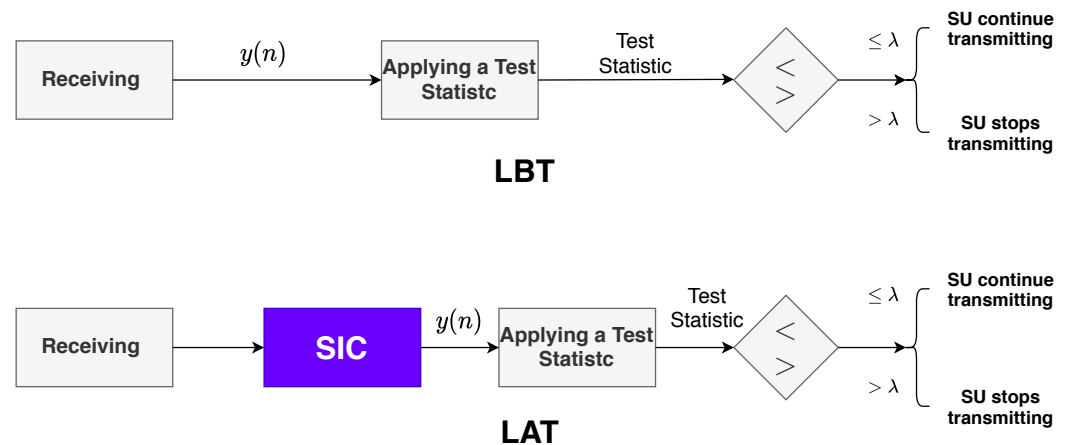 Receiving
y(n)
Applying a Test
Statistc
Test
Statistic
<
>
≤ λ
> λ
SU continue
transmitting
SU stops
transmitting
LBT
Receiving
SIC
y(n)
Applying a Test
Statistc
Test
Statistic
<
>
≤ λ
> λ
SU continue
transmitting
SU stops
transmitting
LAT